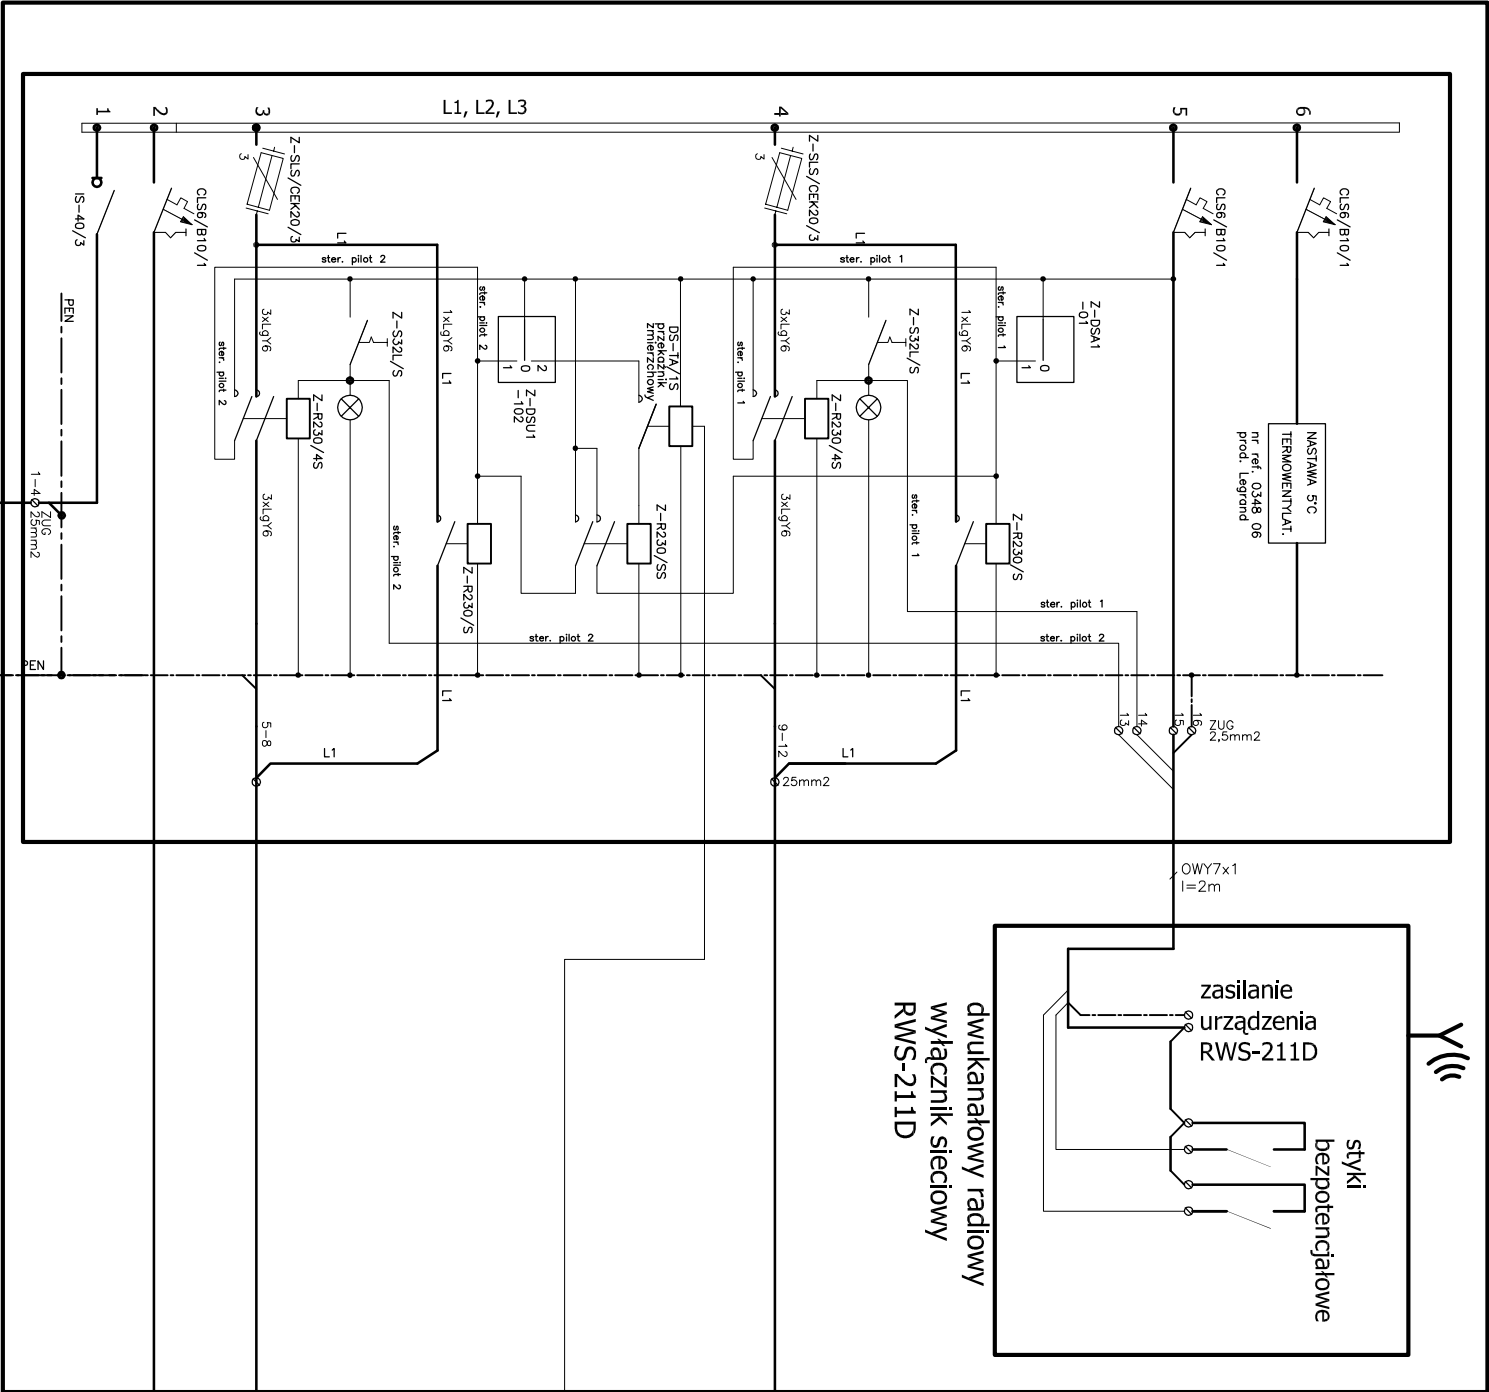 L1, L2, L3
1
2
3
4
5
6
IS-40/3
CLS6/B10/1
Z-SLS/CEK20/3
3
Z-SLS/CEK20/3
3
CLS6/B10/1
CLS6/B10/1
L1
ster. pilot 2
L1
ster. pilot 1
PEN
3xLgY6
ster. pilot 2
Z-S32L/S
1xLgY6
L1
ster. pilot 2
1
0
2
Z-DSU1
-102
DS-TA/1S
przekaźnik
zmierzchowy
ster. pilot 1
3xLgY6
Z-S32L/S
1xLgY6
L1
ster. pilot 1
Z-DSA1
-01
1
0
Z-R230/4S
Z-R230/4S
NASTAWA 5°C
TERMOWENTYLAT.
nr ref. 0348 06
prod. Legrand
1-4
ZUG
25mm2
3xLgY6
ster. pilot 2
Z-R230/S
Z-R230/SS
3xLgY6
ster. pilot 1
Z-R230/S
ster. pilot 1
ster. pilot 2
ster. pilot 2
PEN
L1
L1
5-8
L1
9-12
L1
25mm2
13
14
15
16
ZUG
2,5mm2
OWY7x1
l=2m
zasilanie
urządzenia
RWS-211D
styki
bezpotencjałowe
dwukanałowy radiowy
wyłącznik sieciowy
RWS-211D